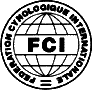 FEDERATION CYNOLOGIQUE INTERNATIONALE
FCI